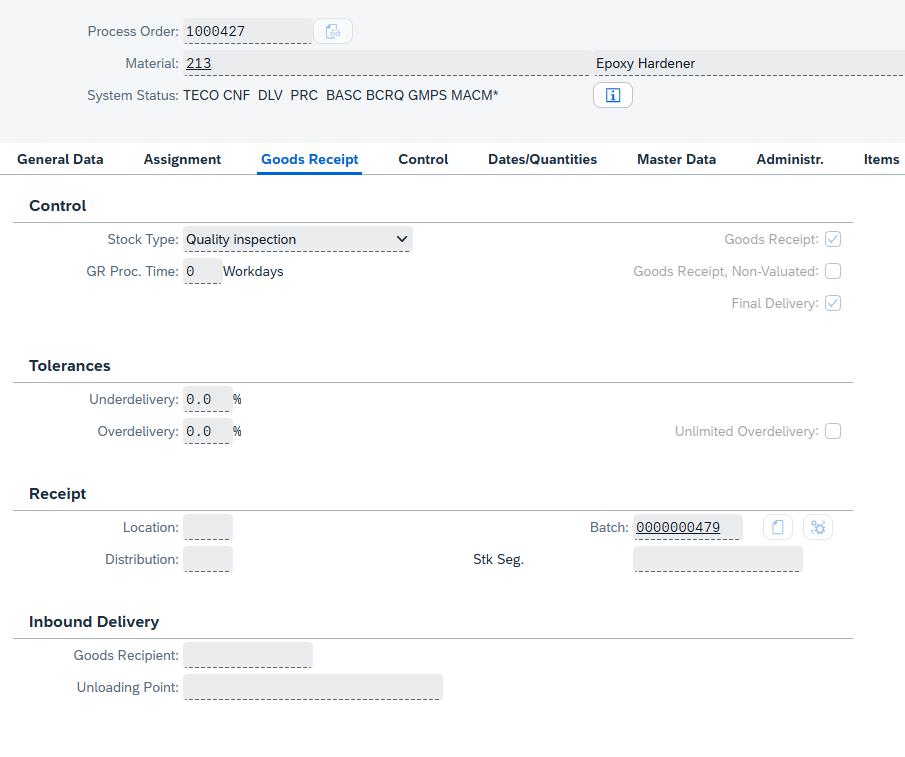 Process Order: 1000427
Material: 213 Epoxy Hardener
System Status: TECO CNF DLV PRC BASC BCRQ GMPS MACM*
General Data Assignment Goods Receipt Control Dates/Quantities Master Data Administr. Items
Control
Stock Type: Quality inspection Goods Receipt:
GR Proc. Time: 0 Workdays Goods Receipt, Non-Valuated:
Final Delivery:
Tolerances
Underdelivery: 0.0 %
Overdelivery: 0.0 % Unlimited Overdelivery:
Receipt
Location: Batch: 0000000479
Distribution: Stk Seg.
Inbound Delivery
Goods Recipient:
Unloading Point: